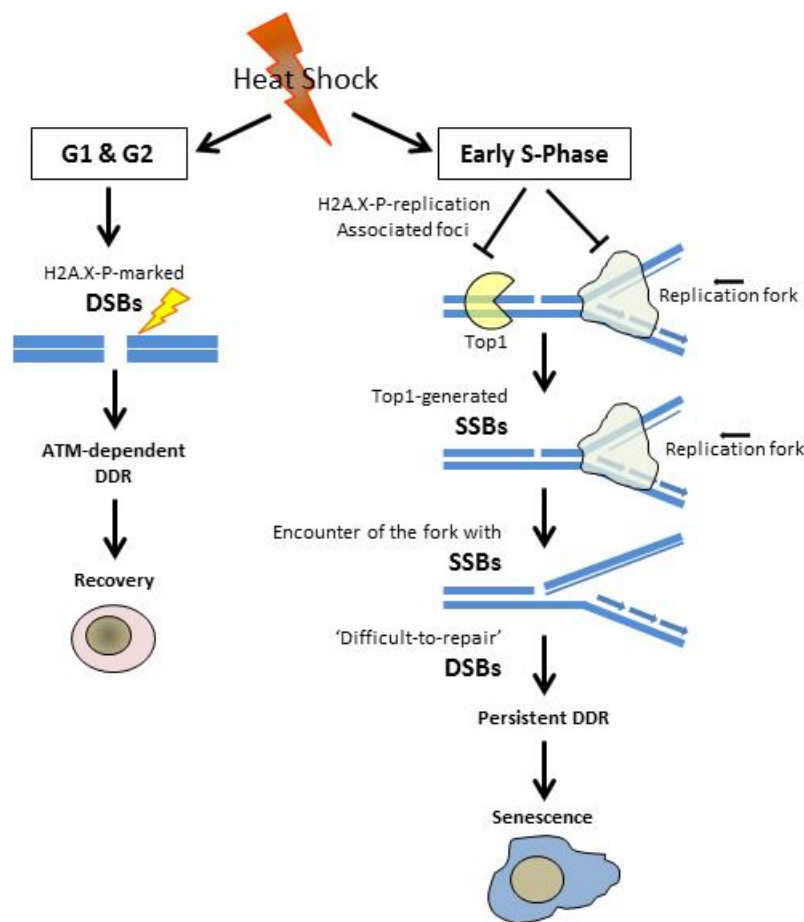 Heat Shock
G1 & G2
H2A.X-P-marked
DSBs
ATM-dependent
DDR
Recovery
Early S-Phase
H2A.X-P-replication
Associated foci
Replication fork
Top1
Top1-generated
SSBs
Replication fork
Encounter of the fork with
SSBs
‘Difficult-to-repair’
DSBs
Persistent DDR
Senescence